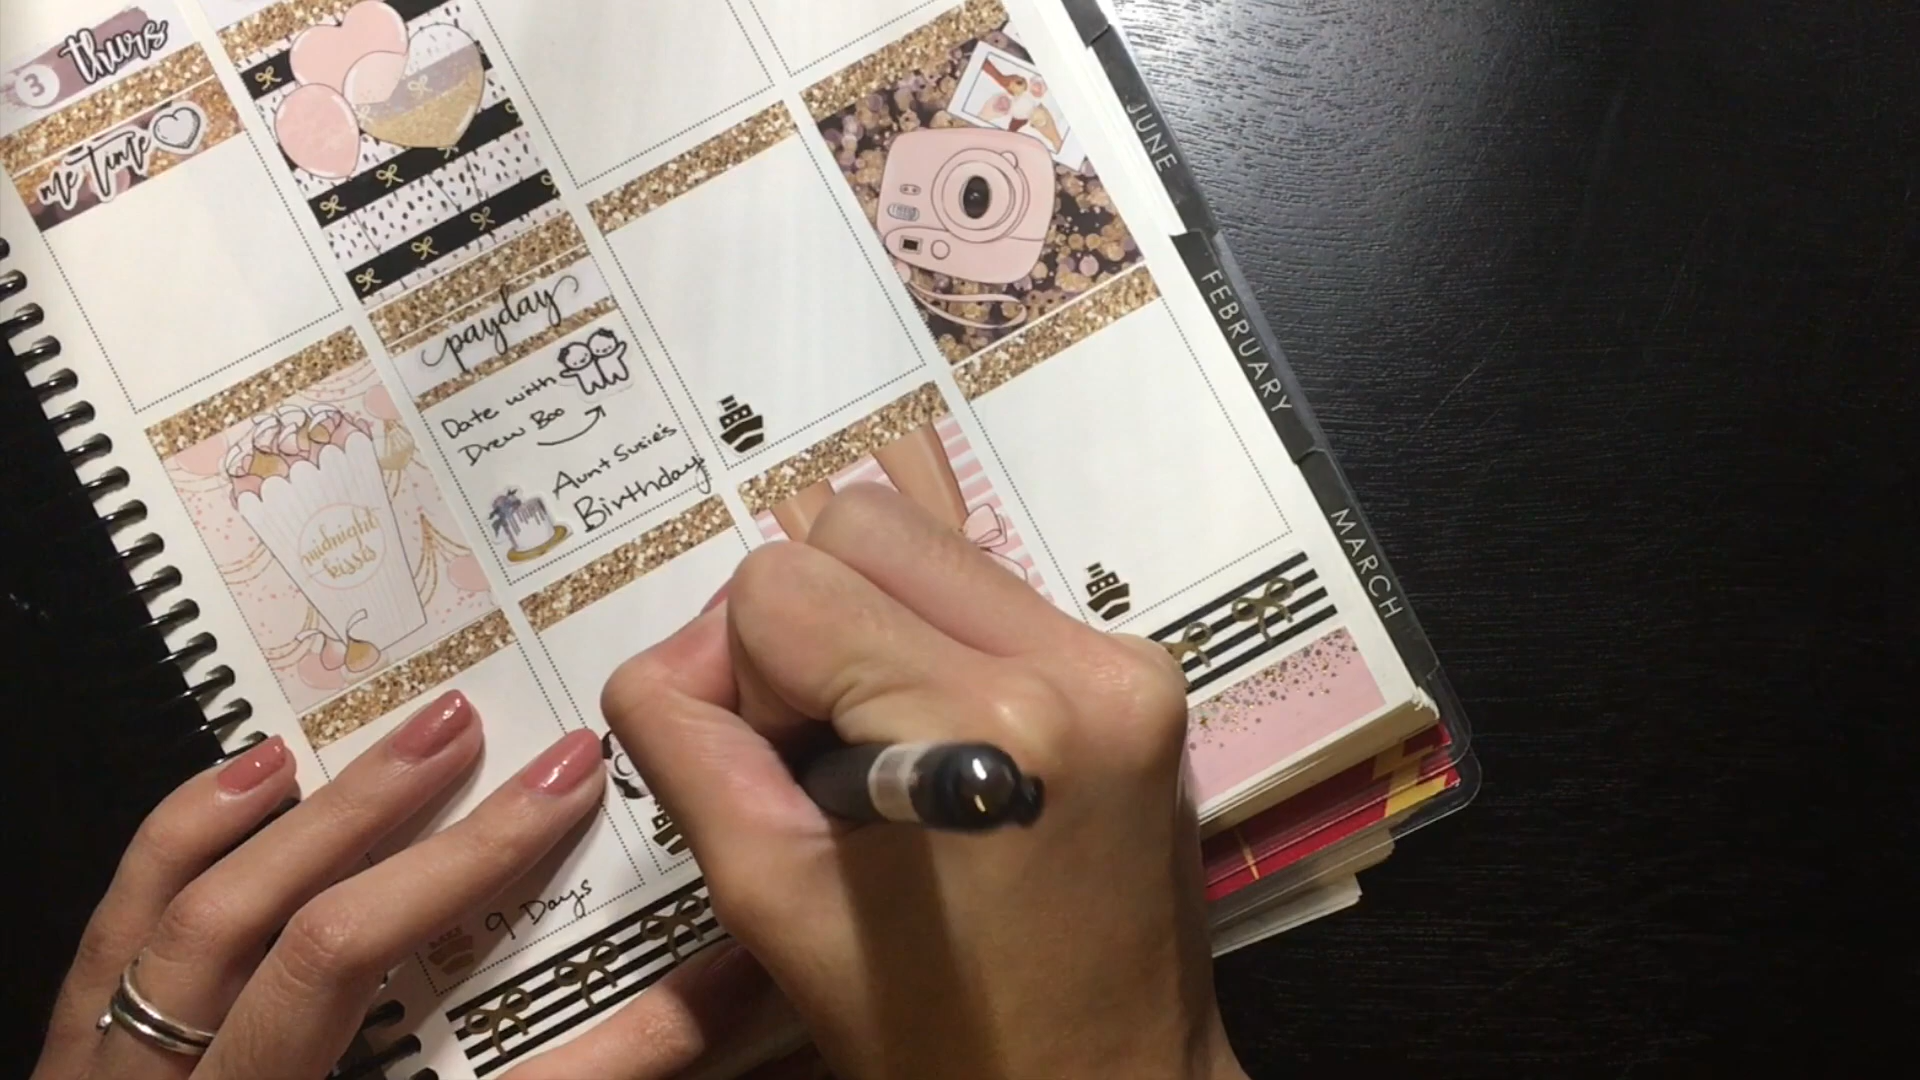 3 thurs
me time
payday
Date with
Drew Boo
Aunt Susie's
Birthday
midnight
kisses
9 Days
JUNE
FEBRUARY
MARCH